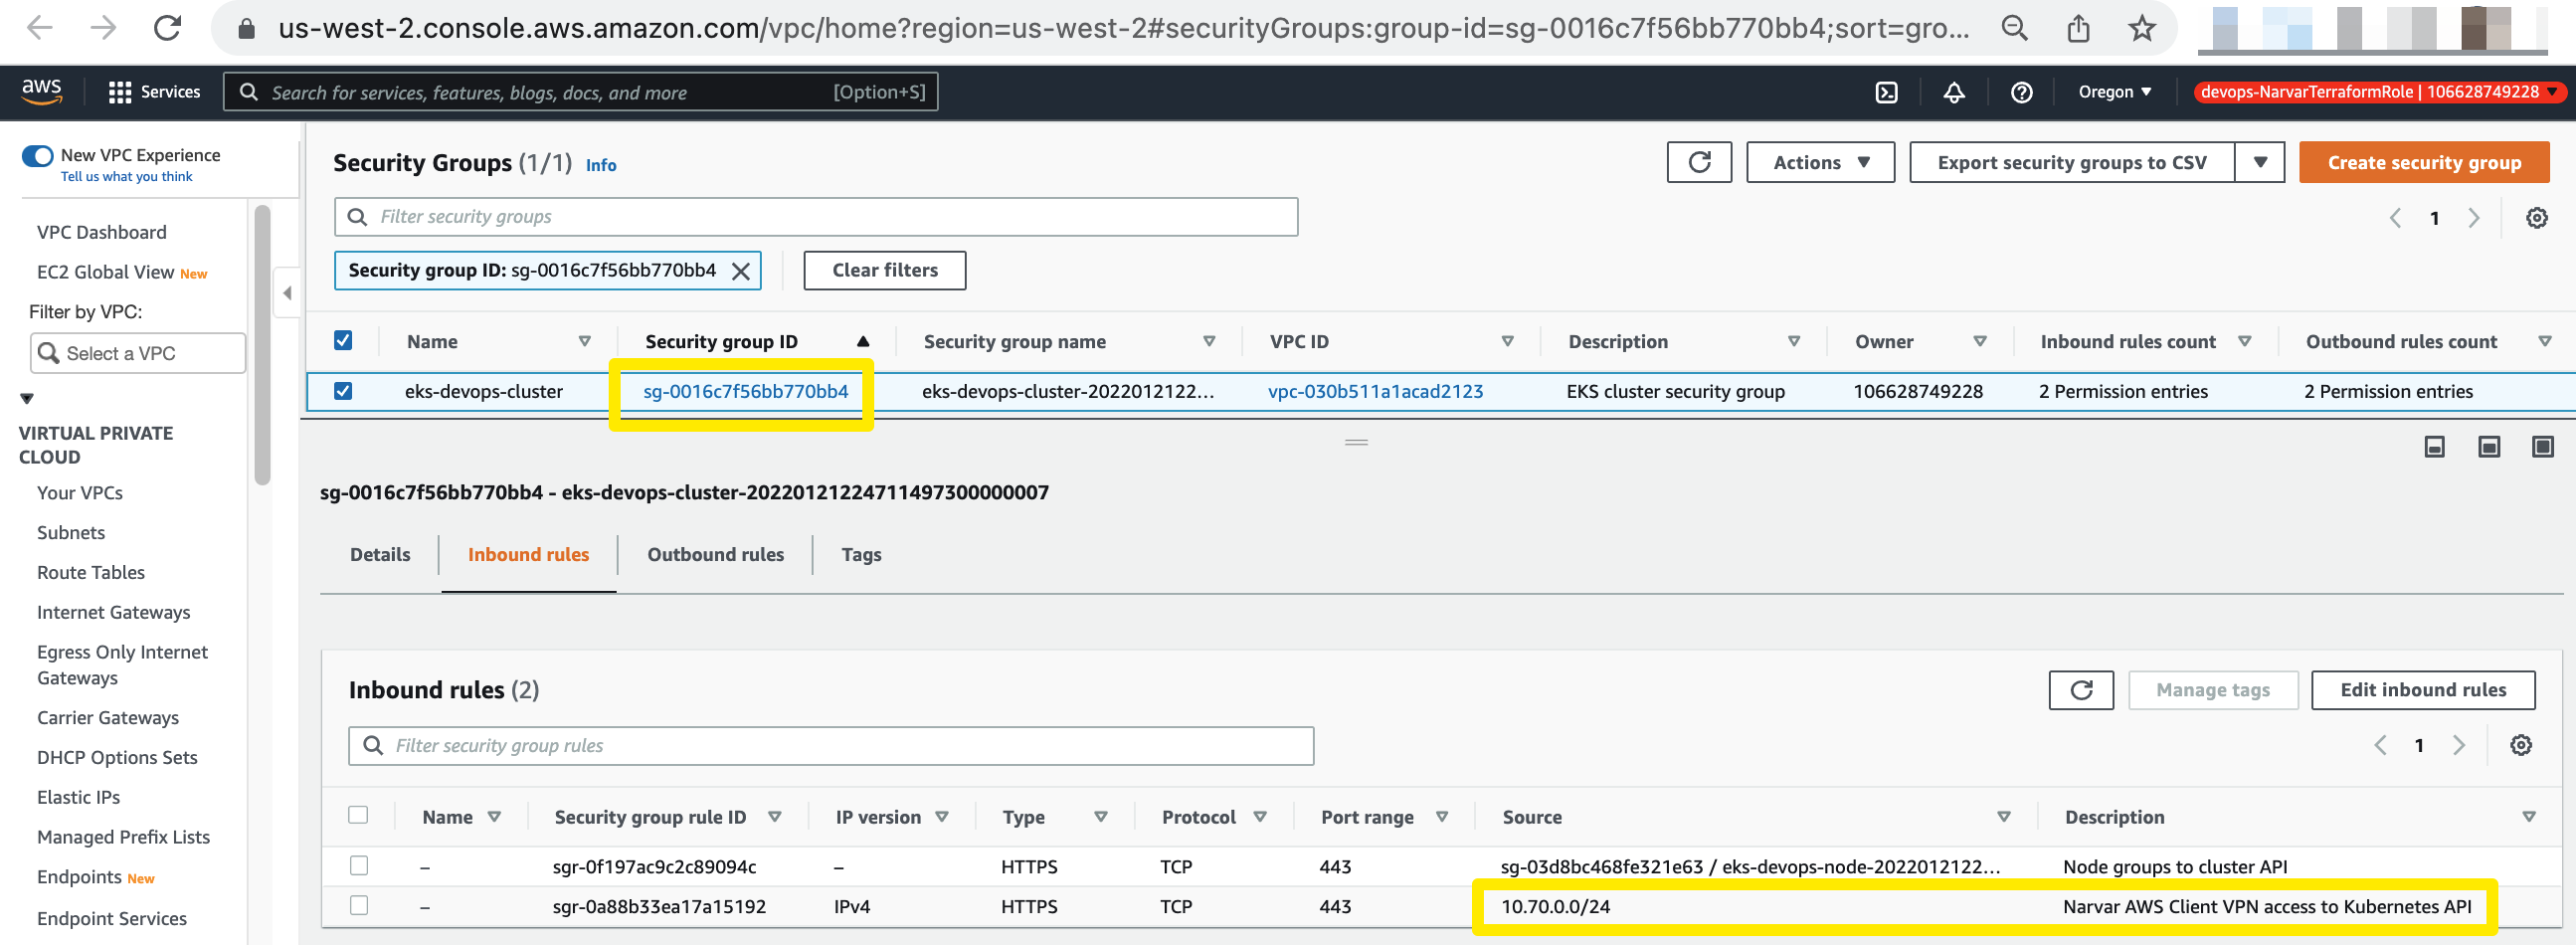 us-west-2.console.aws.amazon.com/vpc/home?region=us-west-2#securityGroups:group-id=sg-0016c7f56bb770bb4;sort=gro...
aws Services Search for services, features, blogs, docs, and more [Option+S] Oregon devops-NarvarTerraformRole | 106628749228
New VPC Experience
Tell us what you think
VPC Dashboard
EC2 Global View New
Filter by VPC:
Select a VPC
VIRTUAL PRIVATE
CLOUD
Your VPCs
Subnets
Route Tables
Internet Gateways
Egress Only Internet
Gateways
Carrier Gateways
DHCP Options Sets
Elastic IPs
Managed Prefix Lists
Endpoints New
Endpoint Services
Security Groups (1/1) Info Actions Export security groups to CSV Create security group
Filter security groups 1
Security group ID: sg-0016c7f56bb770bb4 Clear filters
Name Security group ID Security group name VPC ID Description Owner Inbound rules count Outbound rules count
eks-devops-cluster sg-0016c7f56bb770bb4 eks-devops-cluster-2022012122... vpc-030b511a1acad2123 EKS cluster security group 106628749228 2 Permission entries 2 Permission entries
sg-0016c7f56bb770bb4 - eks-devops-cluster-20220121224711497300000007
Details Inbound rules Outbound rules Tags
Inbound rules (2) Manage tags Edit inbound rules
Filter security group rules 1
Name Security group rule ID IP version Type Protocol Port range Source Description
– sgr-0f197ac9c2c89094c – HTTPS TCP 443 sg-03d8bc468fe321e63 / eks-devops-node-2022012122... Node groups to cluster API
– sgr-0a88b33ea17a15192 IPv4 HTTPS TCP 443 10.70.0.0/24 Narvar AWS Client VPN access to Kubernetes API